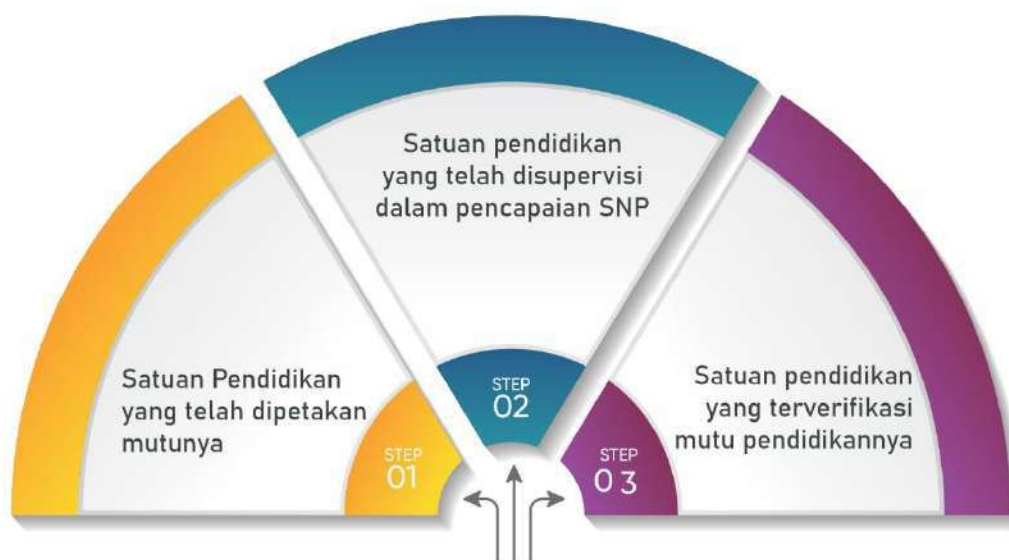 Satuan Pendidikan
yang telah dipetakan
mutunya
STEP
01
Satuan pendidikan
yang telah disupervisi
dalam pencapaian SNP
STEP
02
Satuan pendidikan
yang terverifikasi
mutu pendidikannya
STEP
03